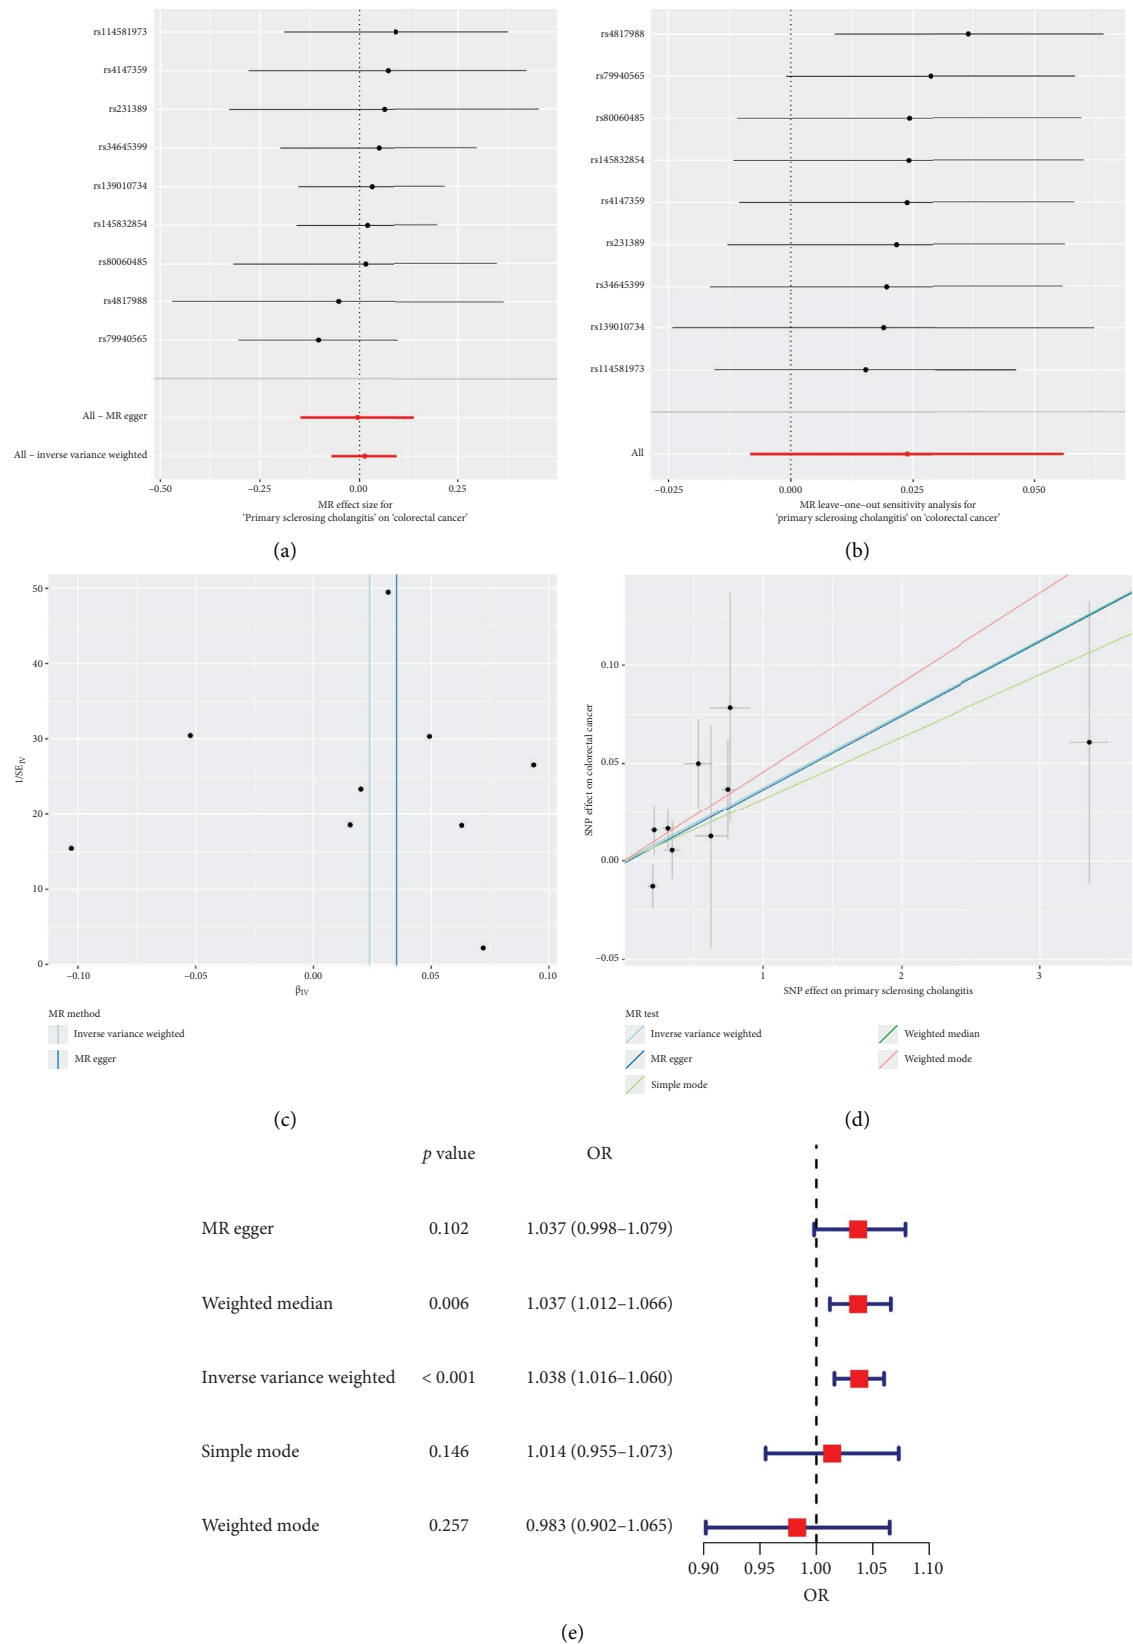 rs114581973
rs4147359
rs231389
rs34645399
rs139010734
rs145832854
rs80060485
rs4817988
rs79940565
All – MR egger
All – inverse variance weighted
−0.50 −0.25 0.00 0.25
MR effect size for
'Primary sclerosing cholangitis' on 'colorectal cancer'
(a)
rs4817988
rs79940565
rs80060485
rs145832854
rs4147359
rs231389
rs34645399
rs139010734
rs114581973
All
−0.025 0.000 0.025 0.050
MR leave–one–out sensitivity analysis for
'primary sclerosing cholangitis' on 'colorectal cancer'
(b)
50
40
30
20
10
0
1/SE_IV
−0.10 −0.05 0.00 0.05 0.10
β_IV
MR method
Inverse variance weighted
MR egger
(c)
0.10
0.05
0.00
−0.05
SNP effect on colorectal cancer
1 2 3
SNP effect on primary sclerosing cholangitis
MR test
Inverse variance weighted
MR egger
Simple mode
Weighted median
Weighted mode
(d)
p value OR
MR egger 0.102 1.037 (0.998–1.079)
Weighted median 0.006 1.037 (1.012–1.066)
Inverse variance weighted < 0.001 1.038 (1.016–1.060)
Simple mode 0.146 1.014 (0.955–1.073)
Weighted mode 0.257 0.983 (0.902–1.065)
0.90 0.95 1.00 1.05 1.10
OR
(e)